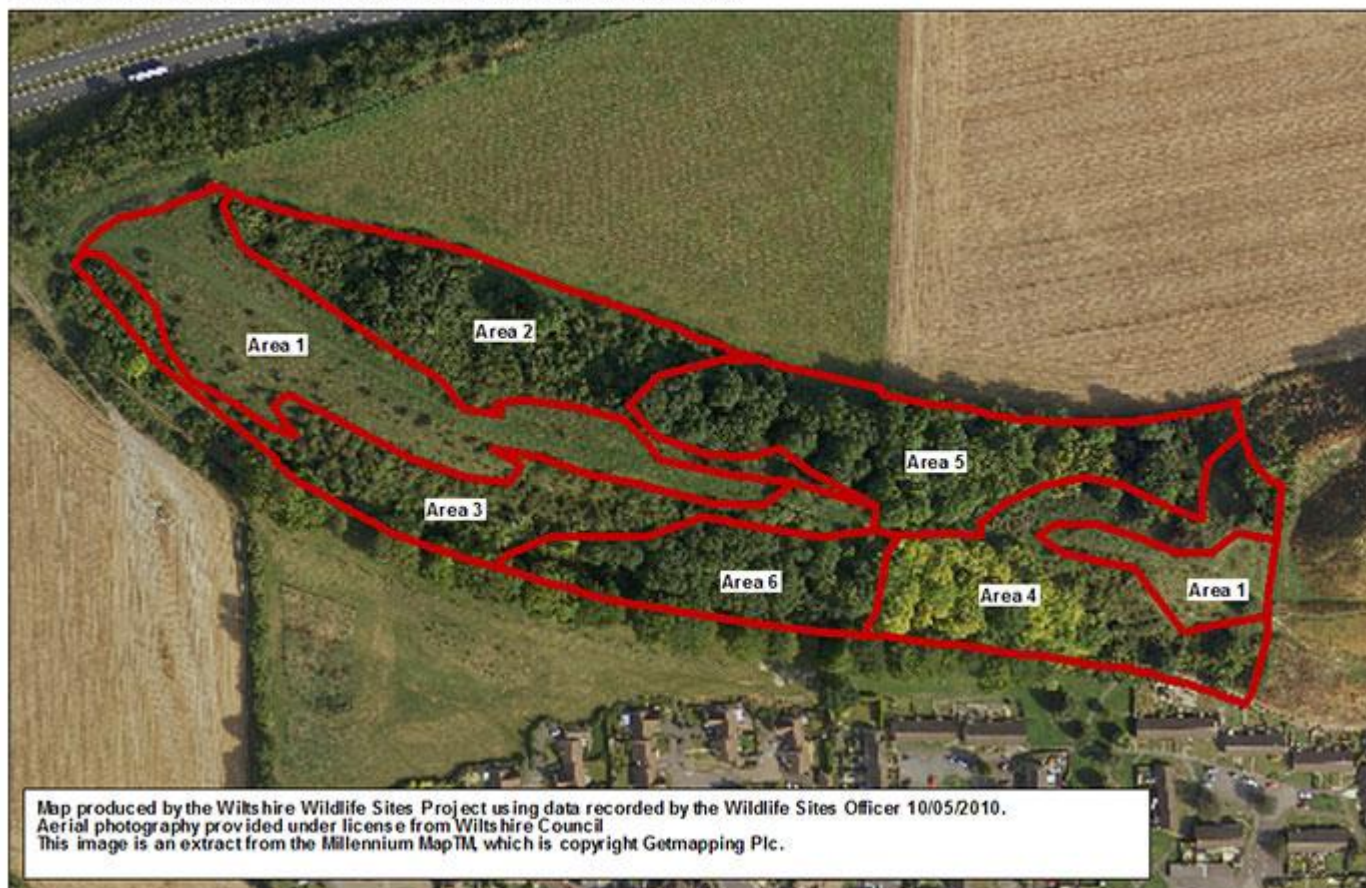 Area 2
Area 1
Area 5
Area 3
Area 6
Area 4
Area 1
Map produced by the Wiltshire Wildlife Sites Project using data recorded by the Wildlife Sites Officer 10/05/2010.
Aerial photography provided under license from Wiltshire Council
This image is an extract from the Millennium MapTM, which is copyright Getmapping Plc.